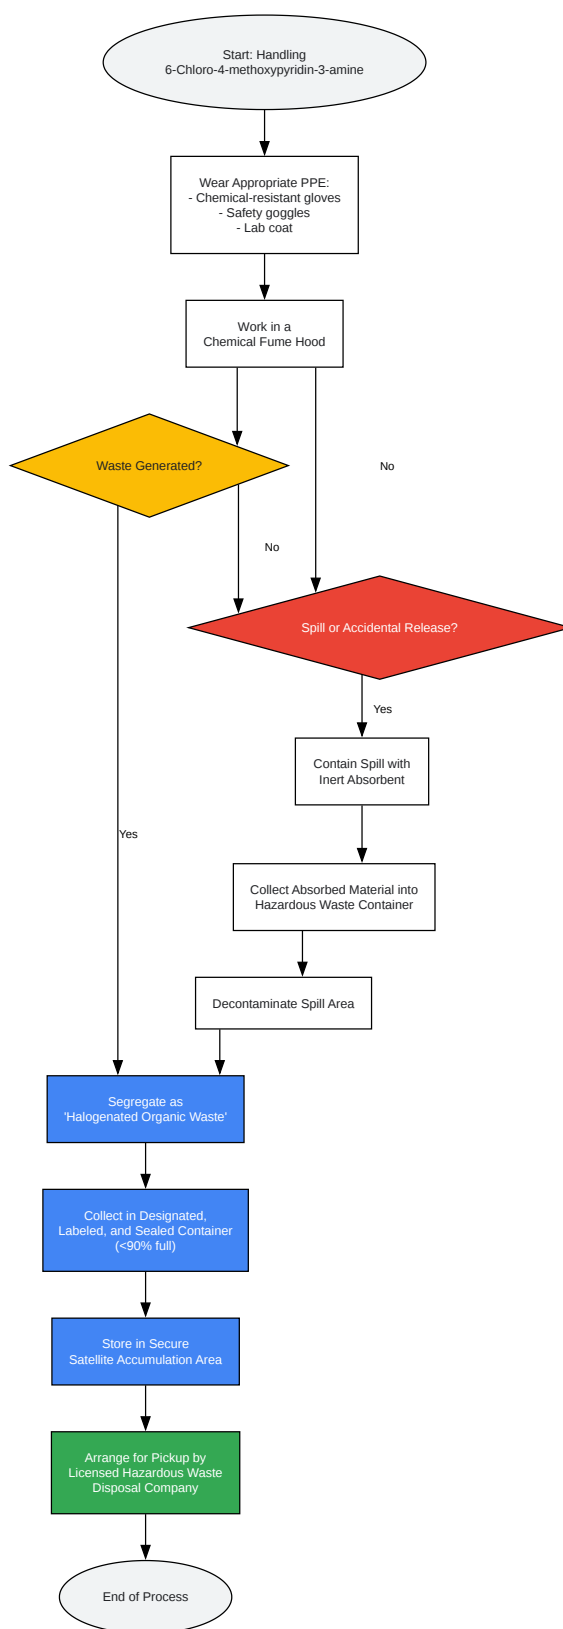 Start: Handling
6-Chloro-4-methoxypyridin-3-amine
Wear Appropriate PPE:
- Chemical-resistant gloves
- Safety goggles
- Lab coat
Work in a
Chemical Fume Hood
Waste Generated?
No
No
Spill or Accidental Release?
Yes
Contain Spill with
Inert Absorbent
Yes
Collect Absorbed Material into
Hazardous Waste Container
Decontaminate Spill Area
Segregate as
'Halogenated Organic Waste'
Collect in Designated,
Labeled, and Sealed Container
(<90% full)
Store in Secure
Satellite Accumulation Area
Arrange for Pickup by
Licensed Hazardous Waste
Disposal Company
End of Process